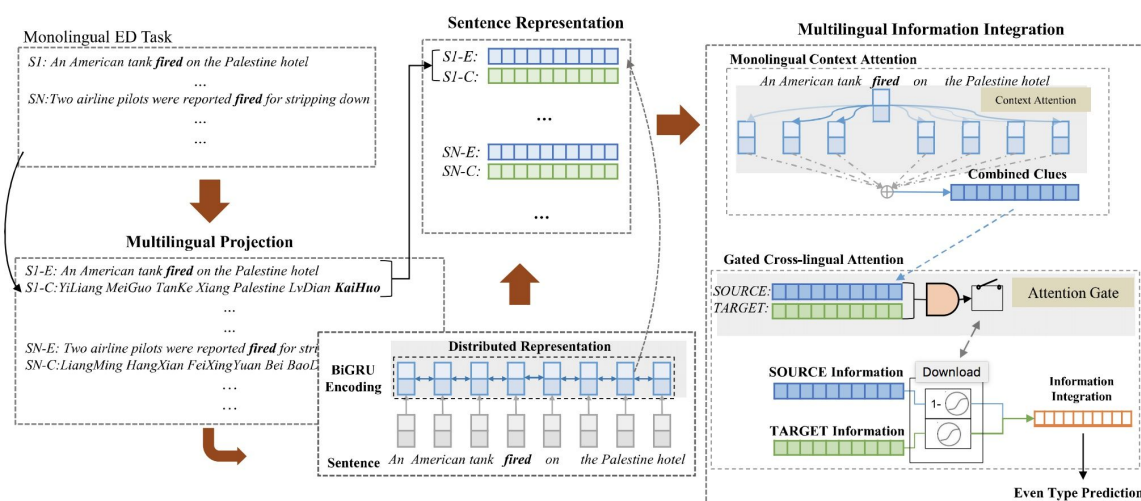 Monolingual ED Task
S1: An American tank fired on the Palestine hotel
...
SN:Two airline pilots were reported fired for stripping down
...
...
Multilingual Projection
S1-E: An American tank fired on the Palestine hotel
S1-C:YiLiang MeiGuo TanKe Xiang Palestine LvDian KaiHuo
...
...
SN-E: Two airline pilots were reported fired for
SN-C:LiangMing HangXian FeiXingYuan Bei
...
Sentence Representation
S1-E:
S1-C:
...
SN-E:
SN-C:
...
Distributed Representation
BiGRU
Encoding
Sentence An American tank fired on the Palestine hotel
Multilingual Information Integration
Monolingual Context Attention
An American tank fired on the Palestine hotel
Context Attention
Combined Clues
Gated Cross-lingual Attention
SOURCE:
TARGET:
Attention Gate
Download
SOURCE Information
1-
TARGET Information
Information
Integration
Even Type Prediction